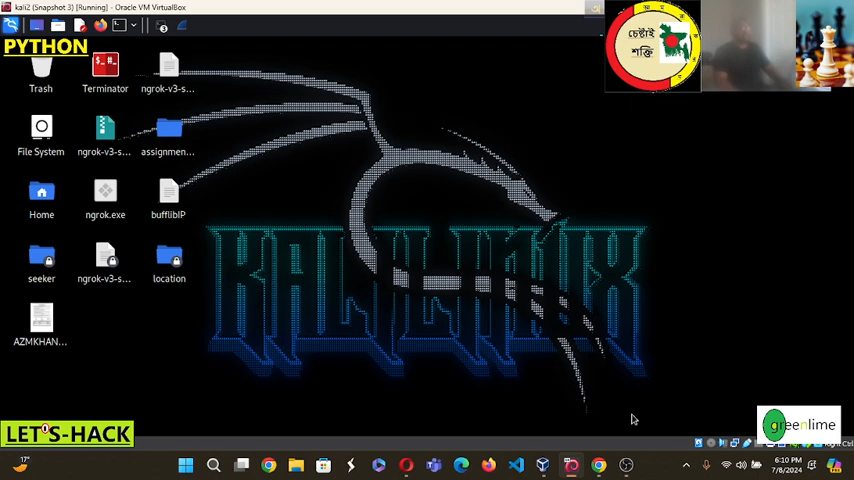 kali2 (Snapshot 3) [Running] - Oracle VM VirtualBox
PYTHON
চেষ্টাই
শক্তি
Trash
Terminator
ngrok-v3-s...
File System
ngrok-v3-s...
assignmen...
Home
ngrok.exe
bufflibIP
seeker
ngrok-v3-s...
location
KALI LINUX
AZMKHAN...
LET'S-HACK
greenlime
Right Ctrl
17°
6:10 PM
7/8/2024